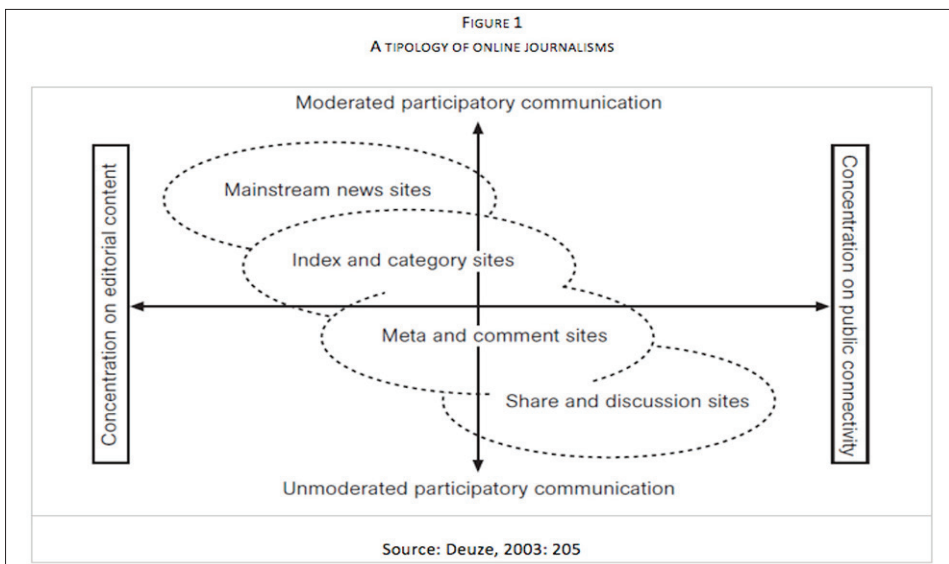 FIGURE 1
A TIPOLOGY OF ONLINE JOURNALISMS
Moderated participatory communication
Concentration on editorial content
Concentration on public connectivity
Mainstream news sites
Index and category sites
Meta and comment sites
Share and discussion sites
Unmoderated participatory communication
Source: Deuze, 2003: 205